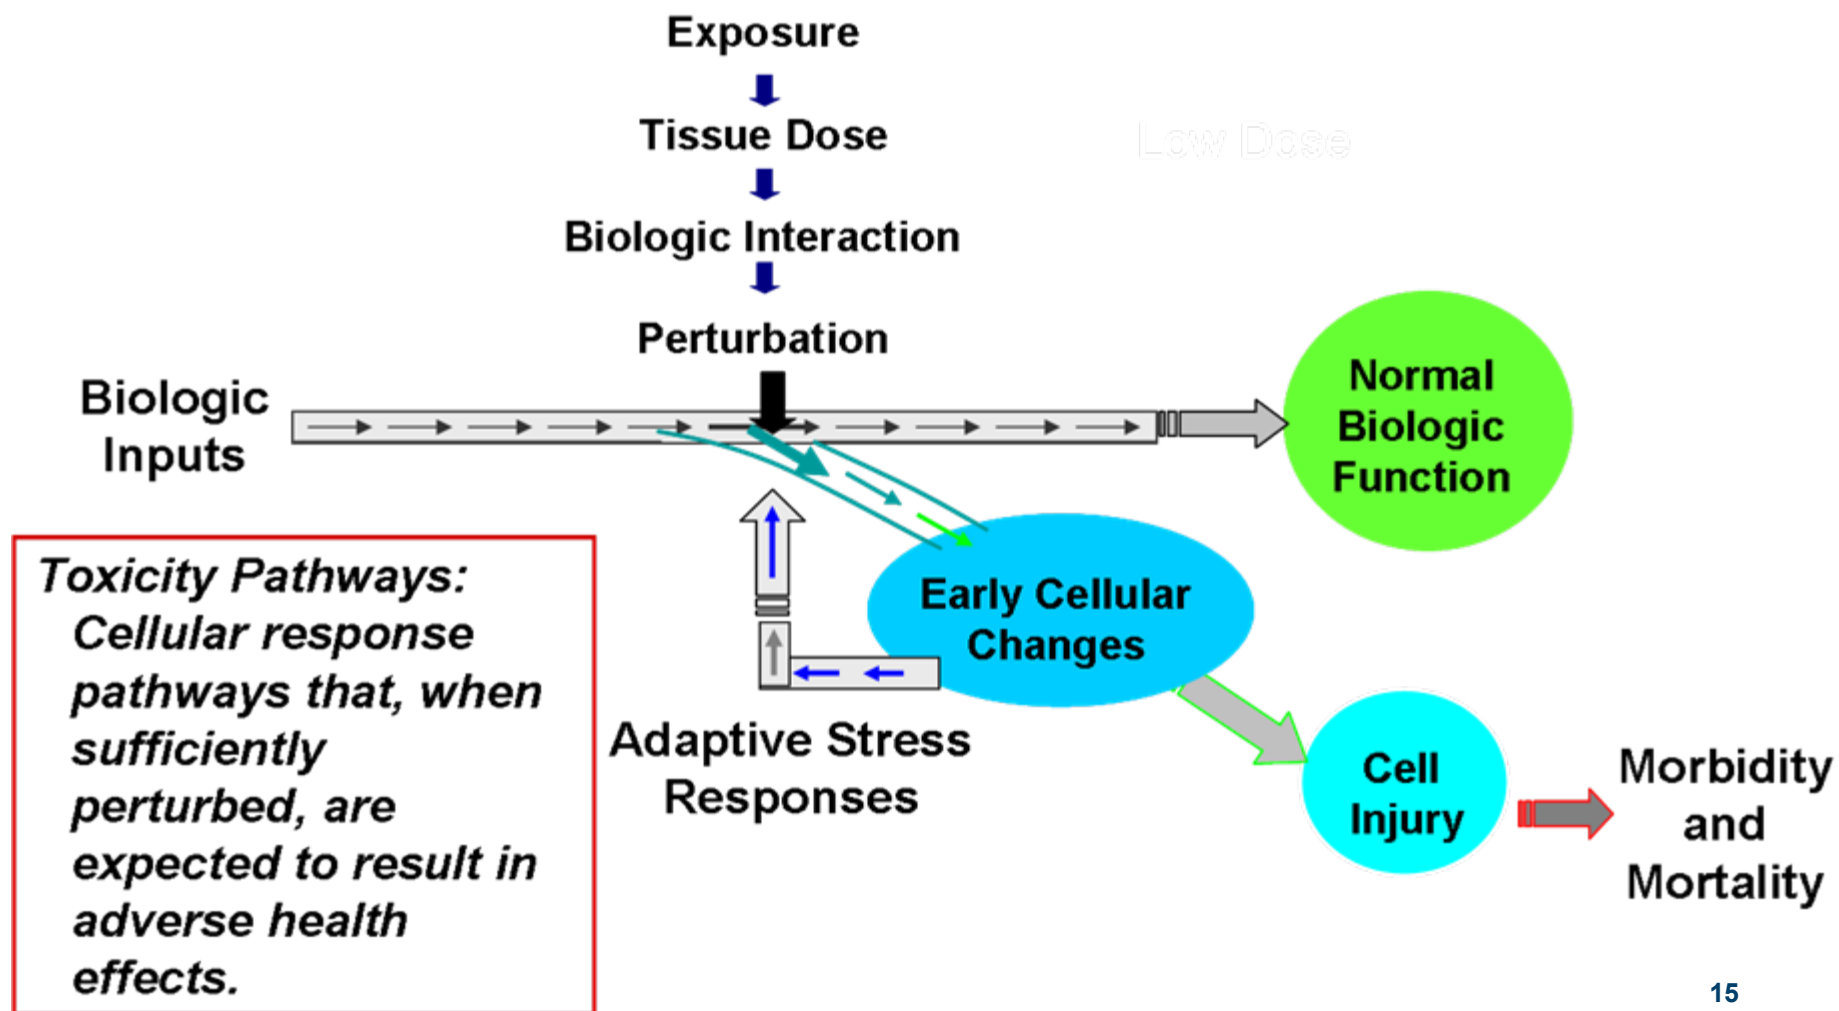 Exposure
Tissue Dose
Low Dose
Biologic Interaction
Perturbation
Biologic
Inputs
Normal
Biologic
Function
Toxicity Pathways:
Cellular response
pathways that, when
sufficiently
perturbed, are
expected to result in
adverse health
effects.
Early Cellular
Changes
Adaptive Stress
Responses
Cell
Injury
Morbidity
and
Mortality
15